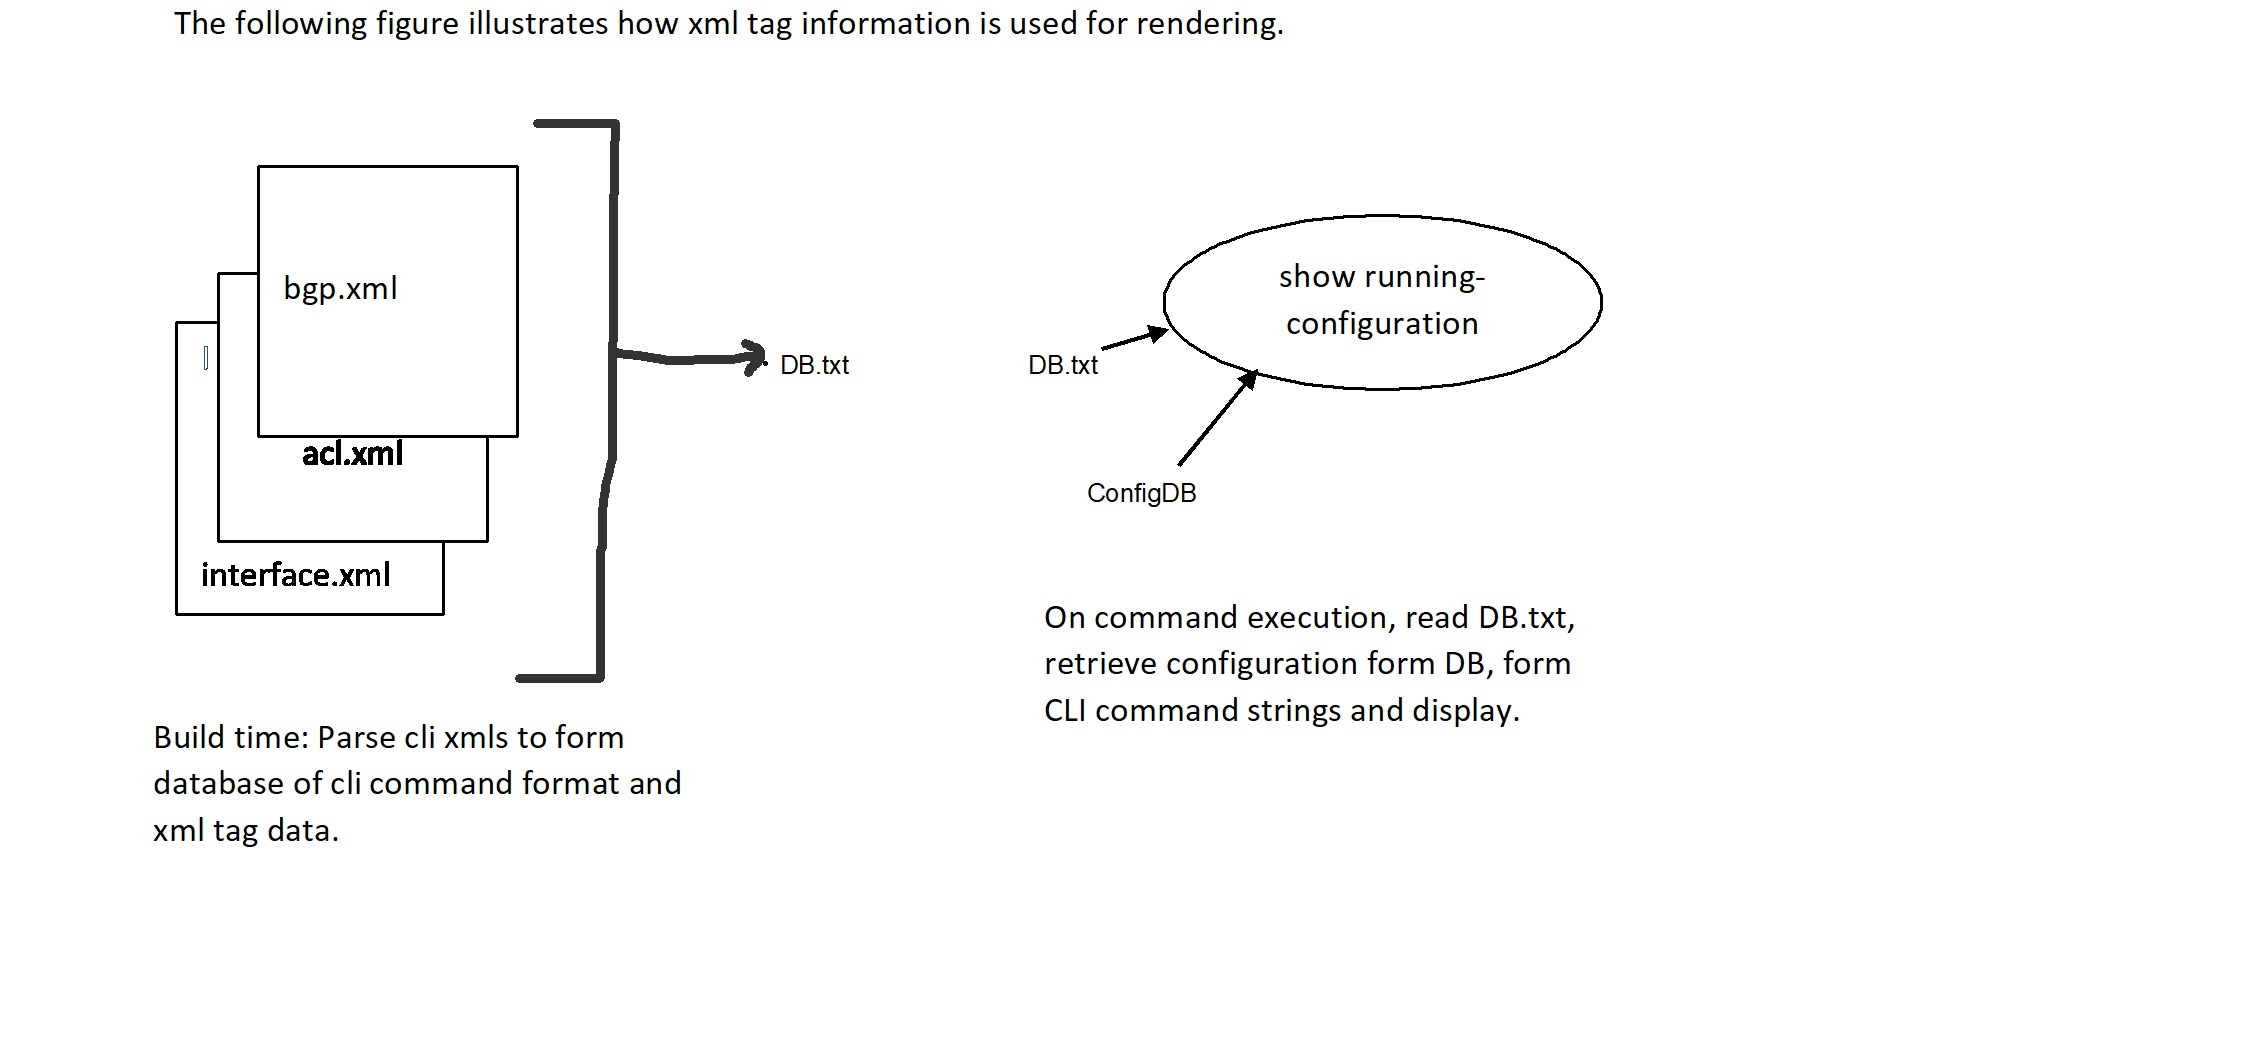 The following figure illustrates how xml tag information is used for rendering.
bgp.xml
acl.xml
interface.xml
DB.txt
show running-
configuration
DB.txt
ConfigDB
Build time: Parse cli xmls to form
database of cli command format and
xml tag data.
On command execution, read DB.txt,
retrieve configuration form DB, form
CLI command strings and display.